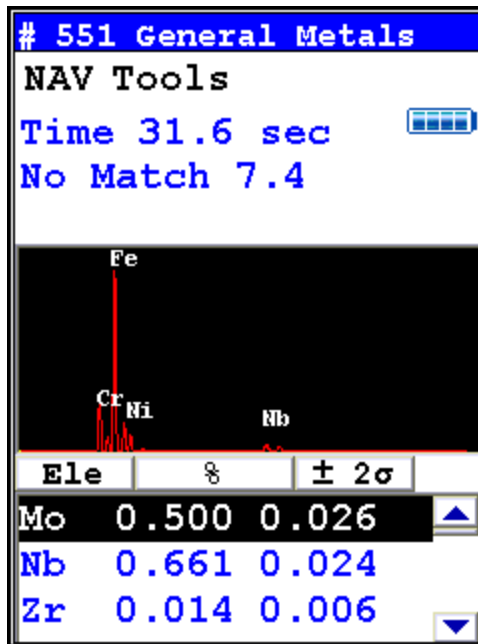 # 551 General Metals
NAV Tools
Time 31.6 sec
No Match 7.4
Fe
Cr
Ni
Nb
Ele % ± 2σ
Mo 0.500 0.026
Nb 0.661 0.024
Zr 0.014 0.006